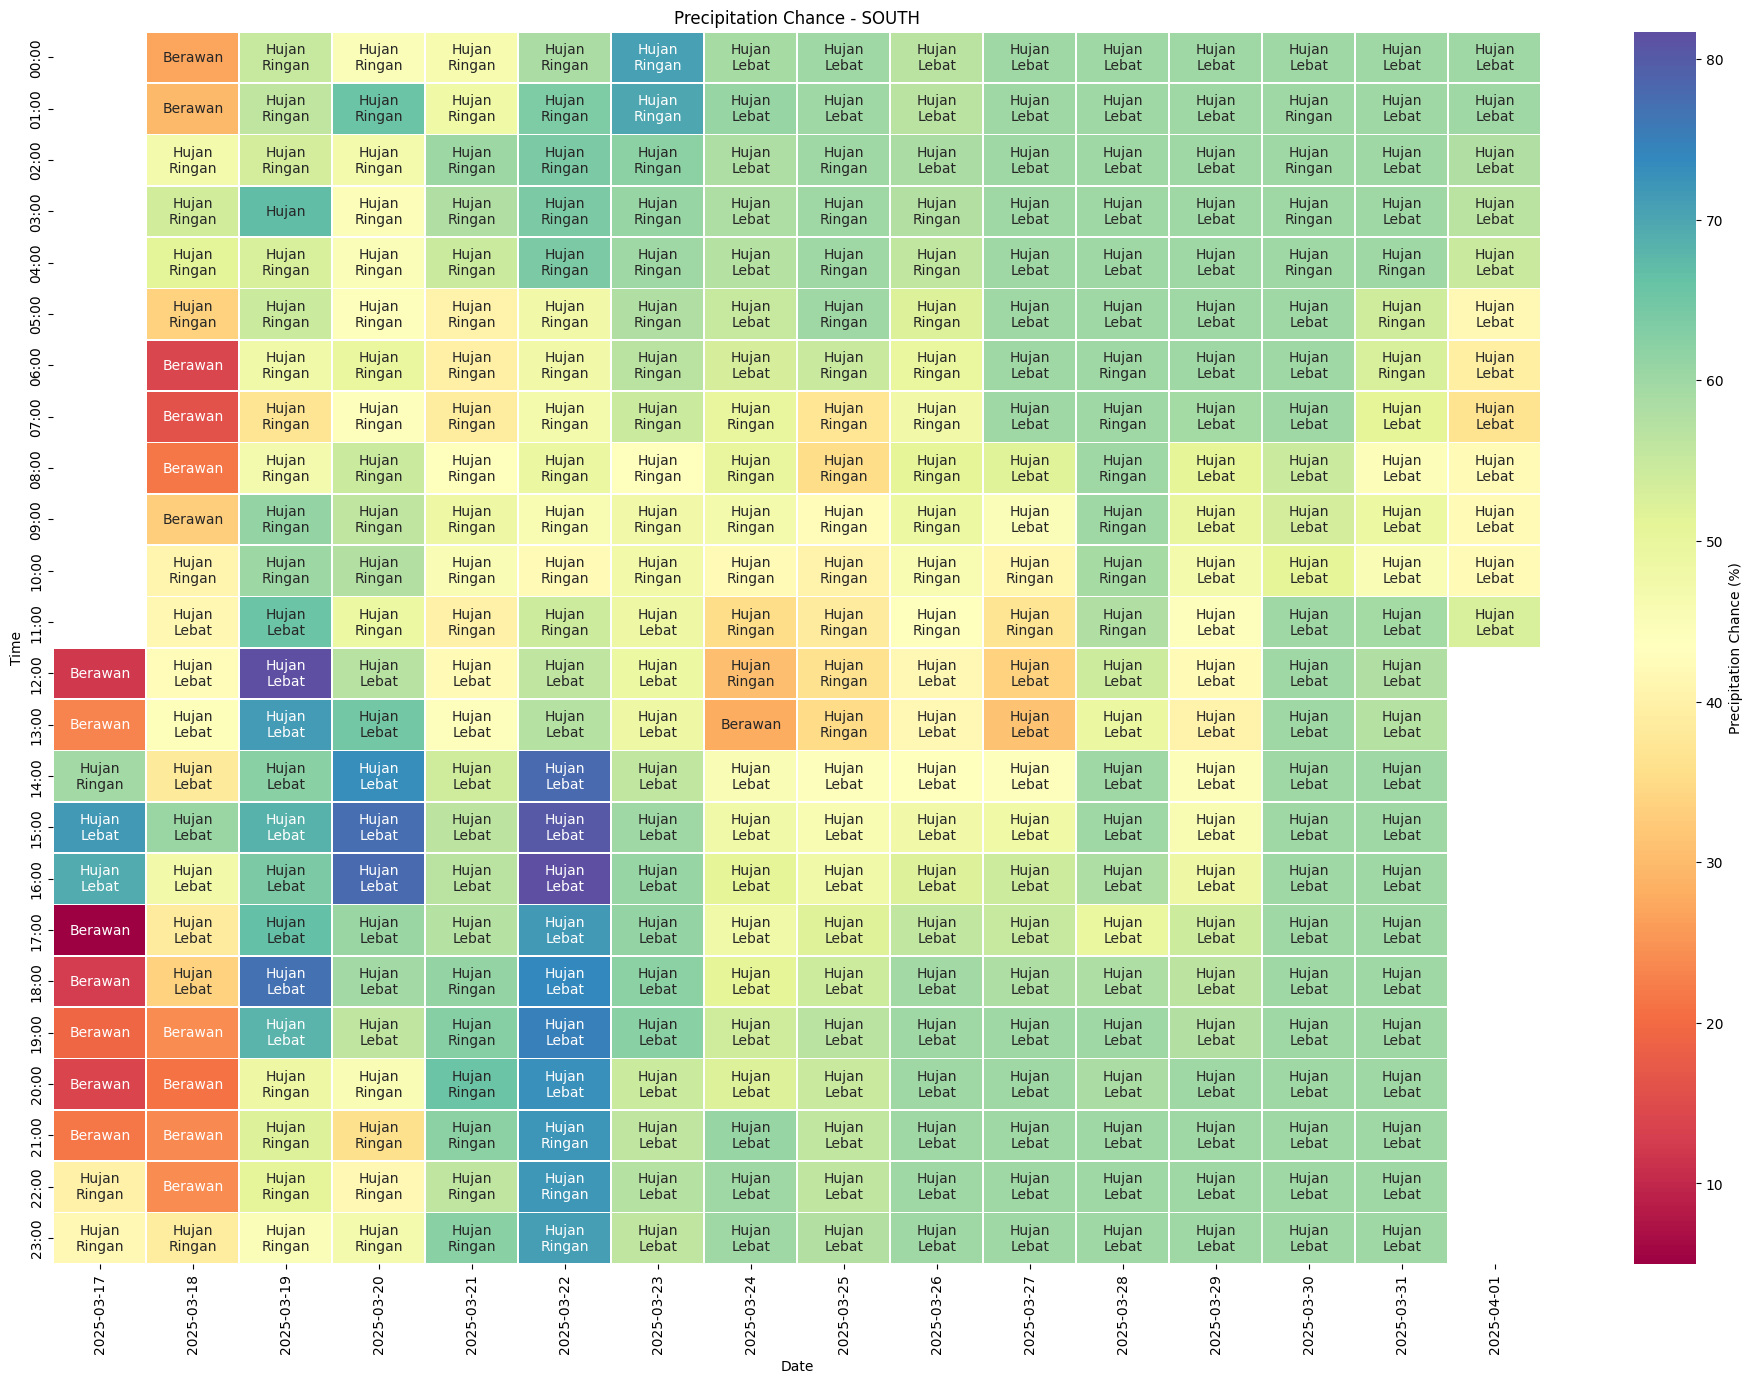 Precipitation Chance - SOUTH
00:00 Berawan Hujan Ringan Hujan Ringan Hujan Ringan Hujan Ringan Hujan Ringan Hujan Lebat Hujan Lebat Hujan Lebat Hujan Lebat Hujan Lebat Hujan Lebat Hujan Lebat Hujan Lebat Hujan Lebat
01:00 Berawan Hujan Ringan Hujan Ringan Hujan Ringan Hujan Ringan Hujan Ringan Hujan Lebat Hujan Lebat Hujan Lebat Hujan Lebat Hujan Lebat Hujan Lebat Hujan Ringan Hujan Lebat Hujan Lebat
02:00 Hujan Ringan Hujan Ringan Hujan Ringan Hujan Ringan Hujan Ringan Hujan Ringan Hujan Lebat Hujan Ringan Hujan Lebat Hujan Lebat Hujan Lebat Hujan Lebat Hujan Ringan Hujan Lebat Hujan Lebat
03:00 Hujan Ringan Hujan Hujan Ringan Hujan Ringan Hujan Ringan Hujan Ringan Hujan Lebat Hujan Ringan Hujan Ringan Hujan Lebat Hujan Lebat Hujan Lebat Hujan Ringan Hujan Lebat Hujan Lebat
04:00 Hujan Ringan Hujan Ringan Hujan Ringan Hujan Ringan Hujan Ringan Hujan Ringan Hujan Lebat Hujan Ringan Hujan Ringan Hujan Lebat Hujan Lebat Hujan Lebat Hujan Ringan Hujan Ringan Hujan Lebat
05:00 Hujan Ringan Hujan Ringan Hujan Ringan Hujan Ringan Hujan Ringan Hujan Ringan Hujan Lebat Hujan Ringan Hujan Ringan Hujan Lebat Hujan Lebat Hujan Lebat Hujan Lebat Hujan Ringan Hujan Lebat
06:00 Berawan Hujan Ringan Hujan Ringan Hujan Ringan Hujan Ringan Hujan Ringan Hujan Lebat Hujan Ringan Hujan Ringan Hujan Lebat Hujan Ringan Hujan Lebat Hujan Lebat Hujan Ringan Hujan Lebat
07:00 Berawan Hujan Ringan Hujan Ringan Hujan Ringan Hujan Ringan Hujan Ringan Hujan Ringan Hujan Ringan Hujan Ringan Hujan Lebat Hujan Ringan Hujan Lebat Hujan Lebat Hujan Lebat Hujan Lebat
08:00 Berawan Hujan Ringan Hujan Ringan Hujan Ringan Hujan Ringan Hujan Ringan Hujan Ringan Hujan Ringan Hujan Ringan Hujan Lebat Hujan Ringan Hujan Lebat Hujan Lebat Hujan Lebat Hujan Lebat
09:00 Berawan Hujan Ringan Hujan Ringan Hujan Ringan Hujan Ringan Hujan Ringan Hujan Ringan Hujan Ringan Hujan Ringan Hujan Lebat Hujan Ringan Hujan Lebat Hujan Lebat Hujan Lebat Hujan Lebat
10:00 Hujan Ringan Hujan Ringan Hujan Ringan Hujan Ringan Hujan Ringan Hujan Ringan Hujan Ringan Hujan Ringan Hujan Ringan Hujan Ringan Hujan Ringan Hujan Lebat Hujan Lebat Hujan Lebat Hujan Lebat
11:00 Hujan Lebat Hujan Lebat Hujan Ringan Hujan Ringan Hujan Ringan Hujan Lebat Hujan Ringan Hujan Ringan Hujan Ringan Hujan Ringan Hujan Ringan Hujan Lebat Hujan Lebat Hujan Lebat Hujan Lebat
12:00 Berawan Hujan Lebat Hujan Lebat Hujan Lebat Hujan Lebat Hujan Lebat Hujan Lebat Hujan Ringan Hujan Ringan Hujan Lebat Hujan Lebat Hujan Lebat Hujan Lebat Hujan Lebat Hujan Lebat
13:00 Berawan Hujan Lebat Hujan Lebat Hujan Lebat Hujan Lebat Hujan Lebat Hujan Lebat Berawan Hujan Ringan Hujan Lebat Hujan Lebat Hujan Lebat Hujan Lebat Hujan Lebat Hujan Lebat
14:00 Hujan Ringan Hujan Lebat Hujan Lebat Hujan Lebat Hujan Lebat Hujan Lebat Hujan Lebat Hujan Lebat Hujan Lebat Hujan Lebat Hujan Lebat Hujan Lebat Hujan Lebat Hujan Lebat Hujan Lebat
15:00 Hujan Lebat Hujan Lebat Hujan Lebat Hujan Lebat Hujan Lebat Hujan Lebat Hujan Lebat Hujan Lebat Hujan Lebat Hujan Lebat Hujan Lebat Hujan Lebat Hujan Lebat Hujan Lebat Hujan Lebat
16:00 Hujan Lebat Hujan Lebat Hujan Lebat Hujan Lebat Hujan Lebat Hujan Lebat Hujan Lebat Hujan Lebat Hujan Lebat Hujan Lebat Hujan Lebat Hujan Lebat Hujan Lebat Hujan Lebat Hujan Lebat
17:00 Berawan Hujan Lebat Hujan Lebat Hujan Lebat Hujan Lebat Hujan Lebat Hujan Lebat Hujan Lebat Hujan Lebat Hujan Lebat Hujan Lebat Hujan Lebat Hujan Lebat Hujan Lebat Hujan Lebat
18:00 Berawan Hujan Lebat Hujan Lebat Hujan Lebat Hujan Ringan Hujan Lebat Hujan Lebat Hujan Lebat Hujan Lebat Hujan Lebat Hujan Lebat Hujan Lebat Hujan Lebat Hujan Lebat Hujan Lebat
19:00 Berawan Berawan Hujan Lebat Hujan Lebat Hujan Ringan Hujan Lebat Hujan Lebat Hujan Lebat Hujan Lebat Hujan Lebat Hujan Lebat Hujan Lebat Hujan Lebat Hujan Lebat Hujan Lebat
20:00 Berawan Berawan Hujan Ringan Hujan Ringan Hujan Ringan Hujan Lebat Hujan Lebat Hujan Lebat Hujan Lebat Hujan Lebat Hujan Lebat Hujan Lebat Hujan Lebat Hujan Lebat Hujan Lebat
21:00 Berawan Berawan Hujan Ringan Hujan Ringan Hujan Ringan Hujan Ringan Hujan Lebat Hujan Lebat Hujan Lebat Hujan Lebat Hujan Lebat Hujan Lebat Hujan Lebat Hujan Lebat Hujan Lebat
22:00 Hujan Ringan Berawan Hujan Ringan Hujan Ringan Hujan Ringan Hujan Ringan Hujan Lebat Hujan Lebat Hujan Lebat Hujan Lebat Hujan Lebat Hujan Lebat Hujan Lebat Hujan Lebat Hujan Lebat
23:00 Hujan Ringan Hujan Ringan Hujan Ringan Hujan Ringan Hujan Ringan Hujan Ringan Hujan Lebat Hujan Lebat Hujan Lebat Hujan Lebat Hujan Lebat Hujan Lebat Hujan Lebat Hujan Lebat Hujan Lebat
Time
2025-03-17 2025-03-18 2025-03-19 2025-03-20 2025-03-21 2025-03-22 2025-03-23 2025-03-24 2025-03-25 2025-03-26 2025-03-27 2025-03-28 2025-03-29 2025-03-30 2025-03-31 2025-04-01
Date
80
70
60
50
40
30
20
10
Precipitation Chance (%)